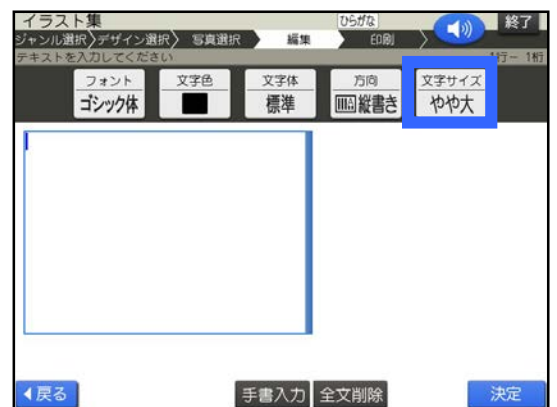 イラスト集 ひらがな 終了
ジャンル選択〉デザイン選択〉 写真選択 編集 印刷
テキストを入力してください 1行− 1桁
フォント 文字色 文字体 方向 文字サイズ
ゴシック体 標準 縦書き やや大
戻る 手書入力 全文削除 決定